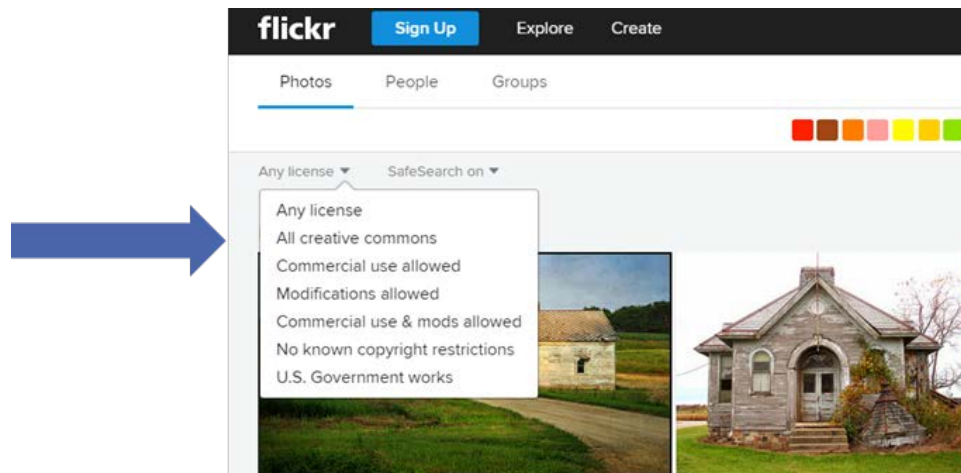 flickr Sign Up Explore Create
Photos People Groups
Any license SafeSearch on
Any license
All creative commons
Commercial use allowed
Modifications allowed
Commercial use & mods allowed
No known copyright restrictions
U.S. Government works